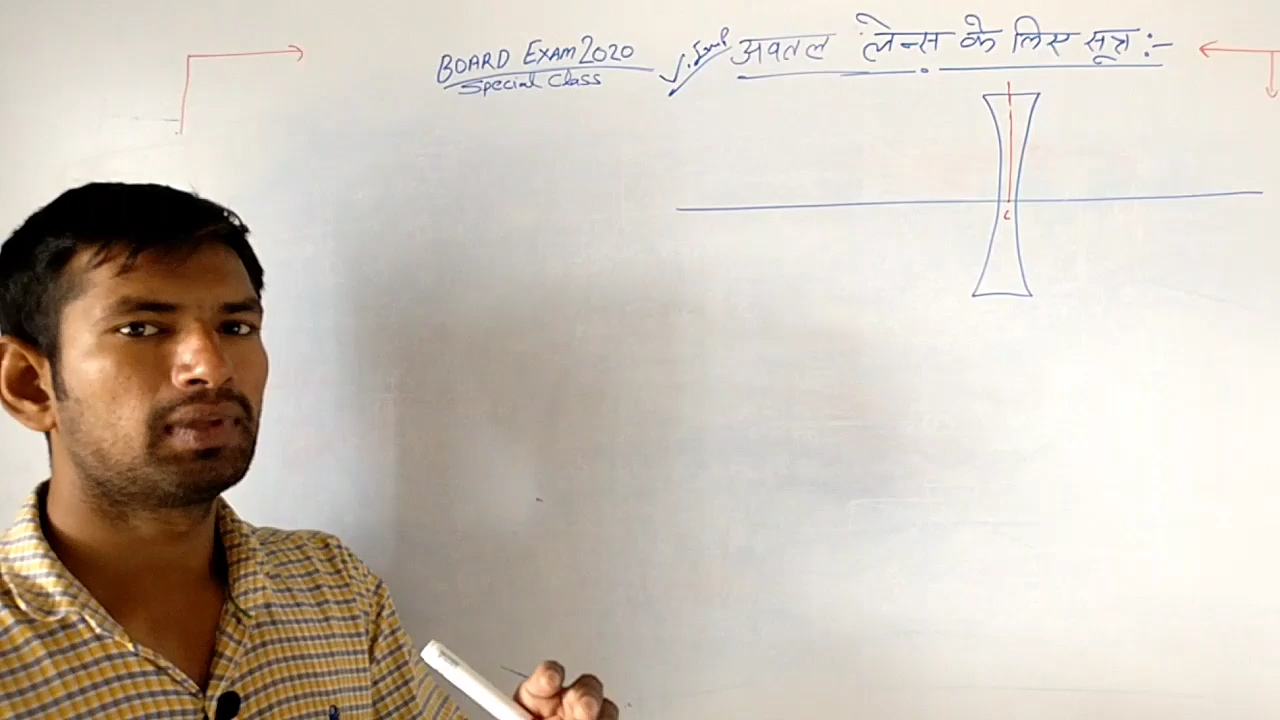 BOARD EXAM 2020
Special Class
अवतल लेन्स के लिए सूत्र :-
c